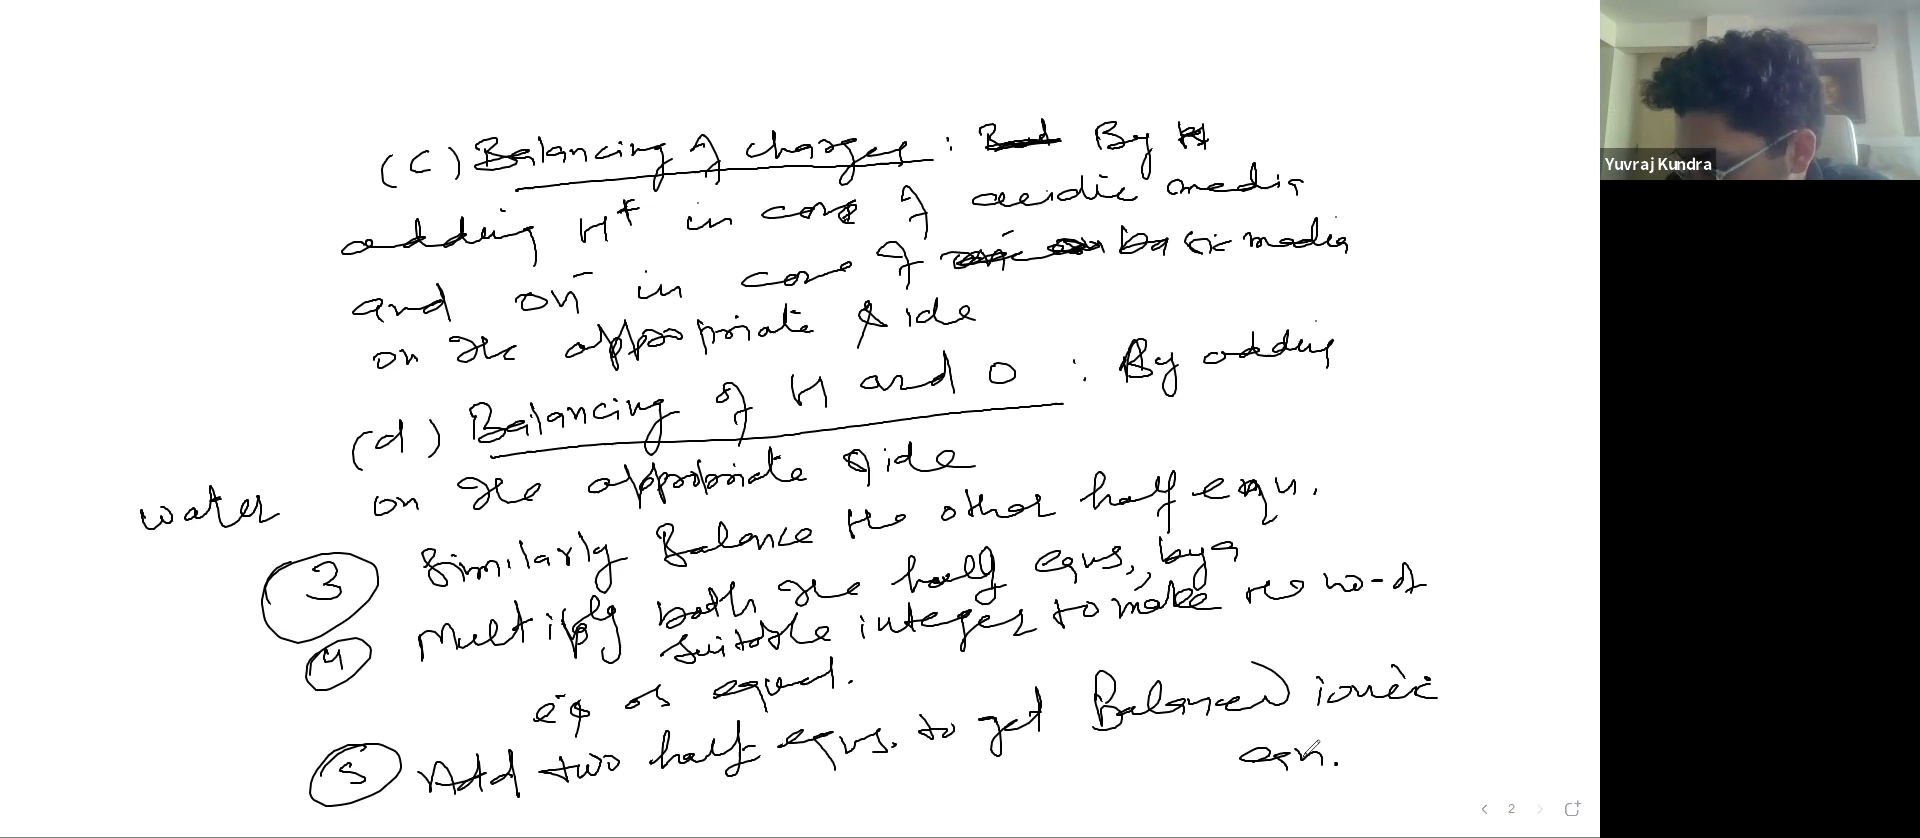 (c) Balancing of charges : By
adding H+ in case of acidic media
and OH- in case of basic media
on the appropriate side
(d) Balancing of H and O : By adding
water on the appropriate side
3 Similarly Balance the other half eqn.
4 Multiply both the half eqns, by a
suitable integer to make the no. of
e-s as equal.
5 Add two half eqns. to get Balanced ionic
eqn.
Yuvraj Kundra
2